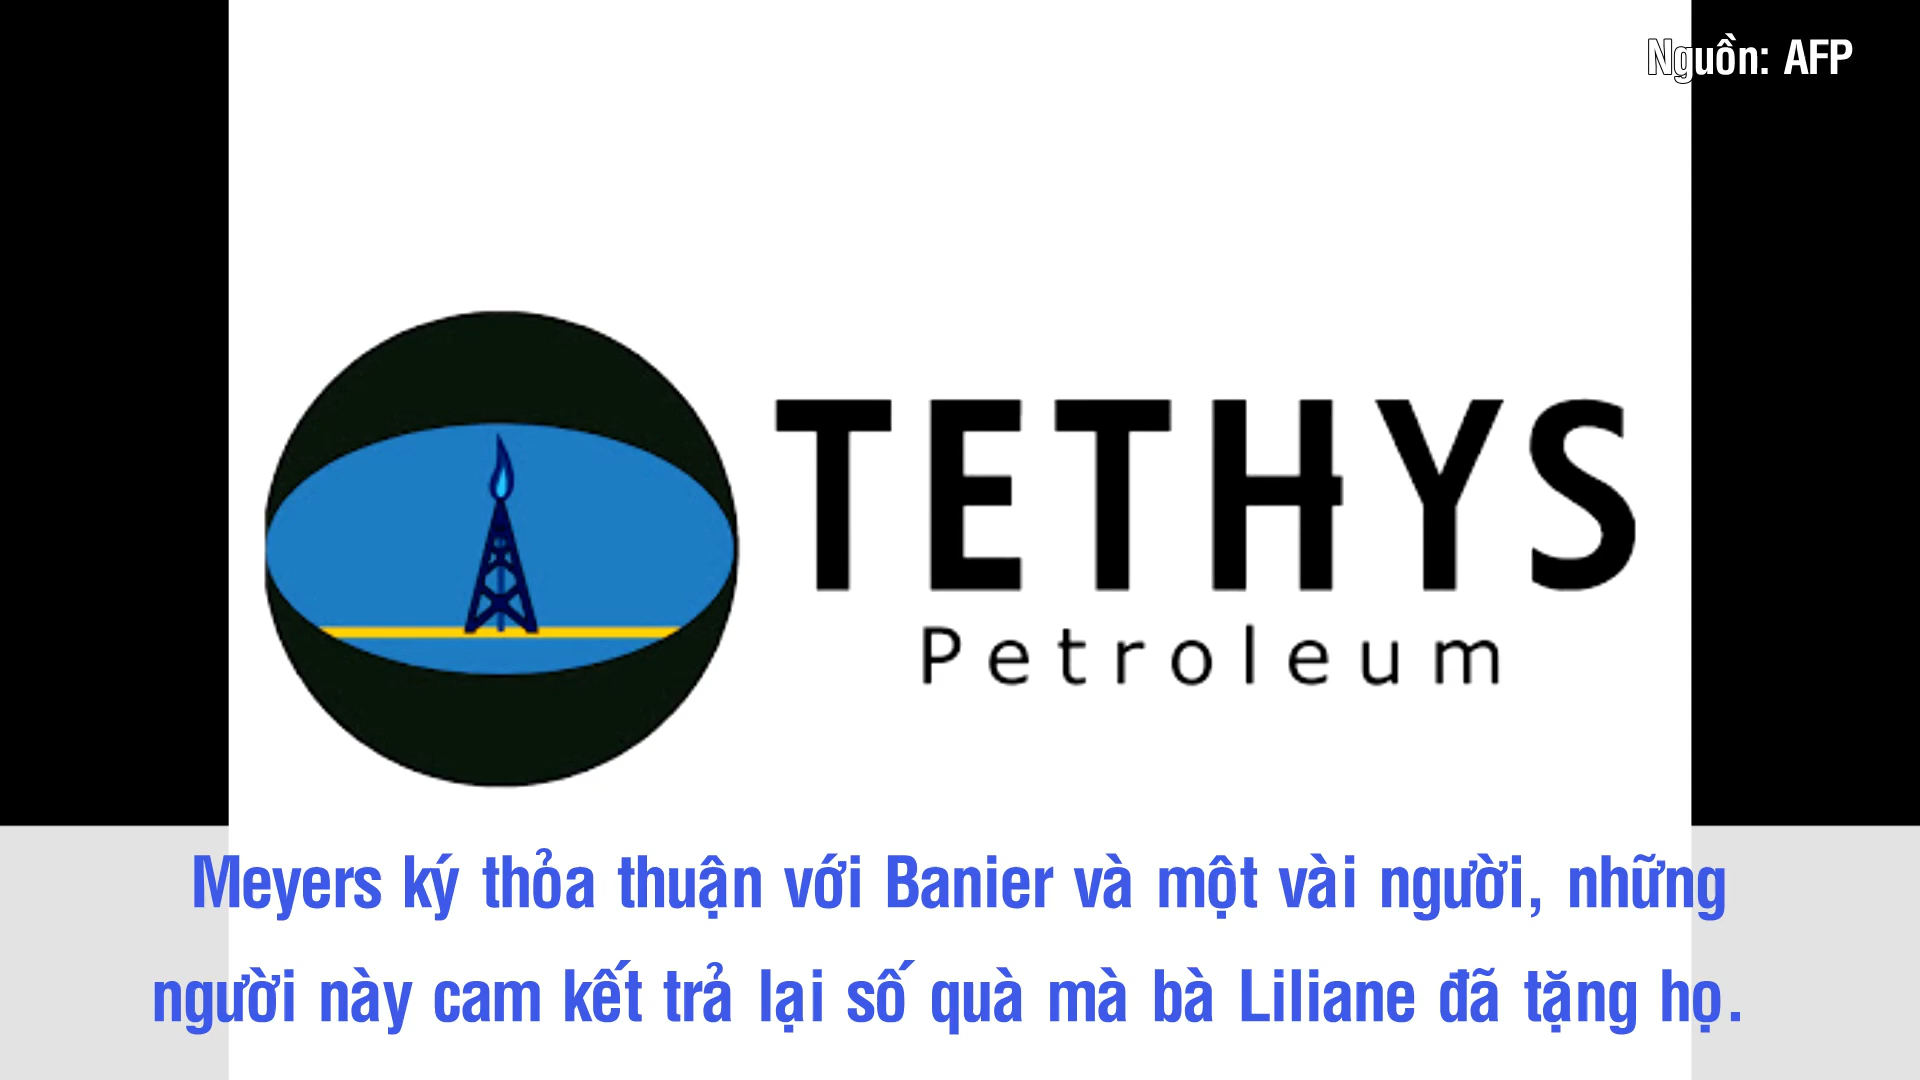 Nguồn: AFP
TETHYS
Petroleum
Meyers ký thỏa thuận với Banier và một vài người, những
người này cam kết trả lại số quà mà bà Liliane đã tặng họ.